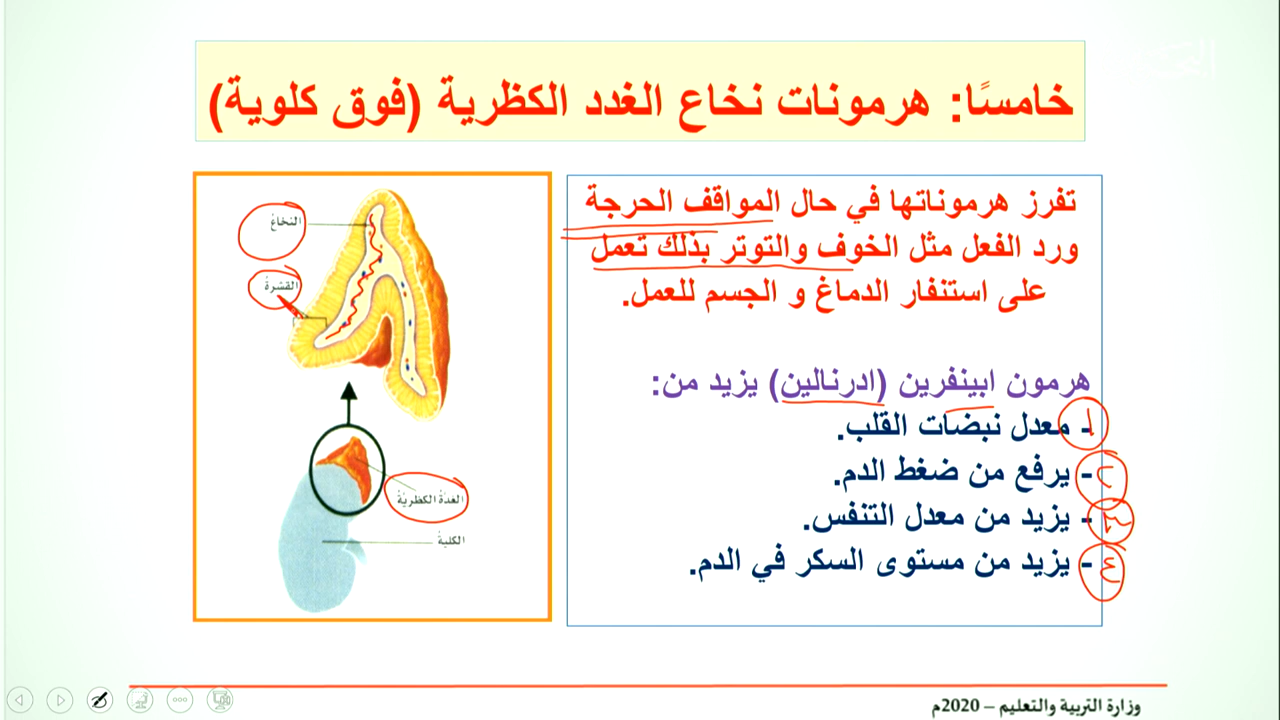 خامسًا: هرمونات نخاع الغدد الكظرية (فوق كلوية)
تفرز هرموناتها في حال المواقف الحرجة
ورد الفعل مثل الخوف والتوتر بذلك تعمل
على استنفار الدماغ و الجسم للعمل.
هرمون ابينفرين (ادرنالين) يزيد من:
- معدل نبضات القلب.
- يرفع من ضغط الدم.
- يزيد من معدل التنفس.
- يزيد من مستوى السكر في الدم.
النخاعُ
القشرةُ
الغدّة الكظريّةُ
الكليةُ
وزارة التربية والتعليم – 2020م